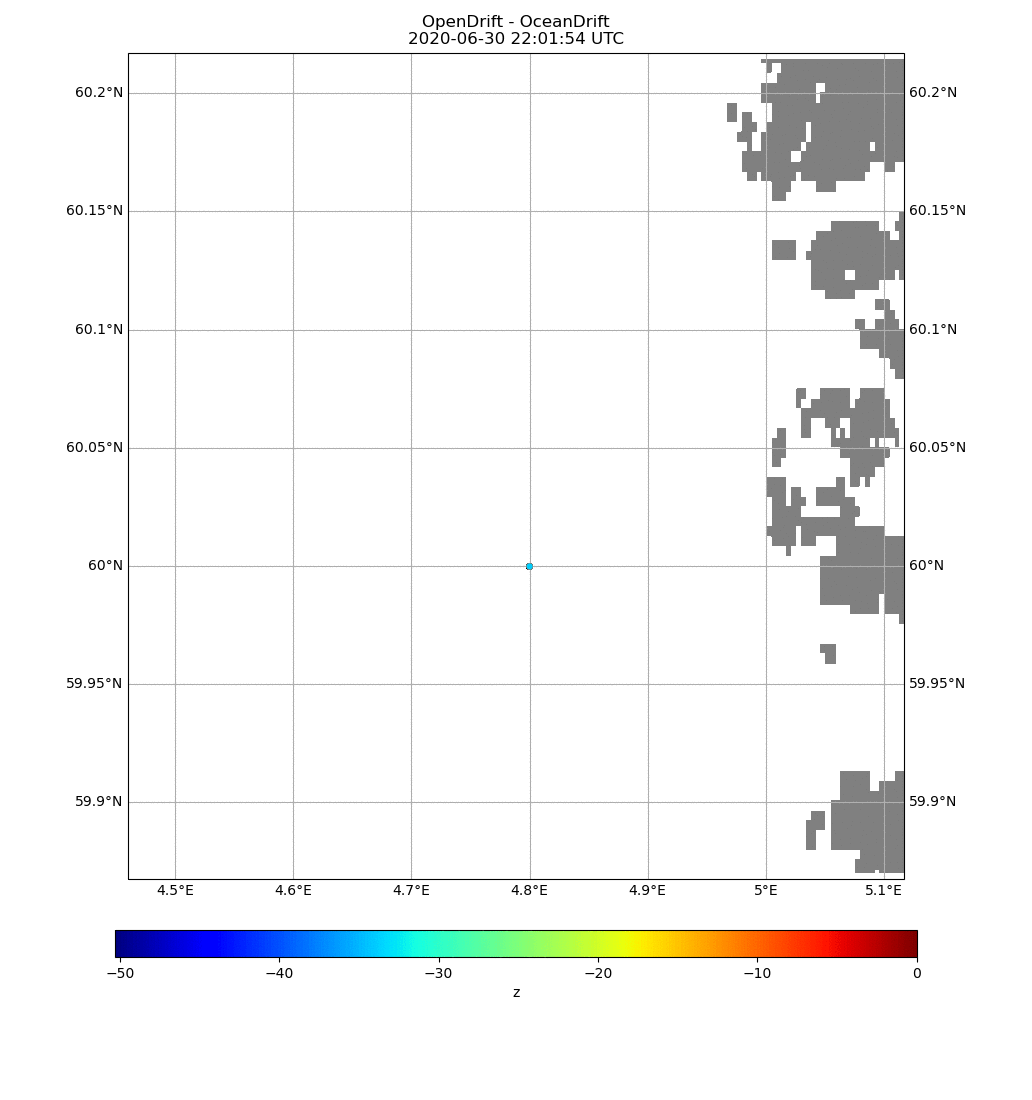 OpenDrift - OceanDrift
2020-06-30 22:01:54 UTC
60.2°N 60.2°N
60.15°N 60.15°N
60.1°N 60.1°N
60.05°N 60.05°N
60°N 60°N
59.95°N 59.95°N
59.9°N 59.9°N
4.5°E 4.6°E 4.7°E 4.8°E 4.9°E 5°E 5.1°E
−50 −40 −30 −20 −10 0
z